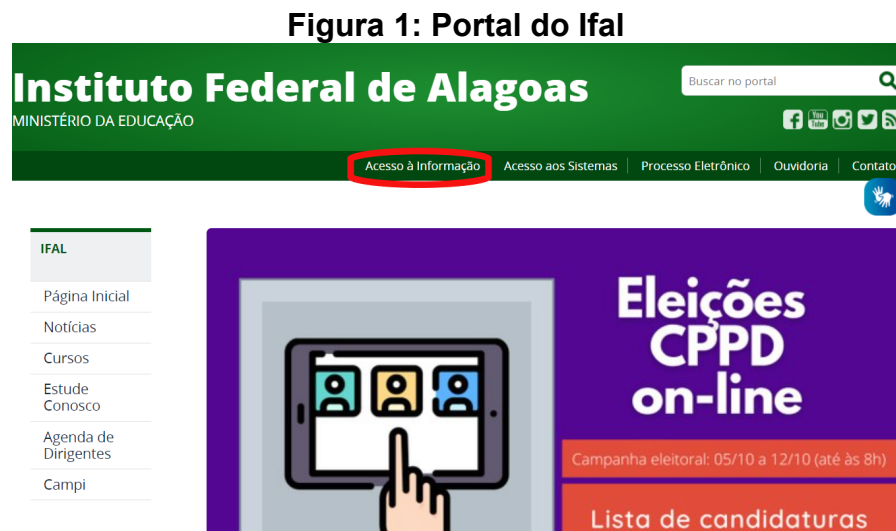 Figura 1: Portal do Ifal
Instituto Federal de Alagoas
MINISTÉRIO DA EDUCAÇÃO
Buscar no portal
You
Tube
Acesso à Informação
Acesso aos Sistemas
Processo Eletrônico
Ouvidoria
Contato
IFAL
Página Inicial
Notícias
Cursos
Estude
Conosco
Agenda de
Dirigentes
Campi
Eleições
CPPD
on-line
Campanha eleitoral: 05/10 a 12/10 (até às 8h)
Lista de candidaturas